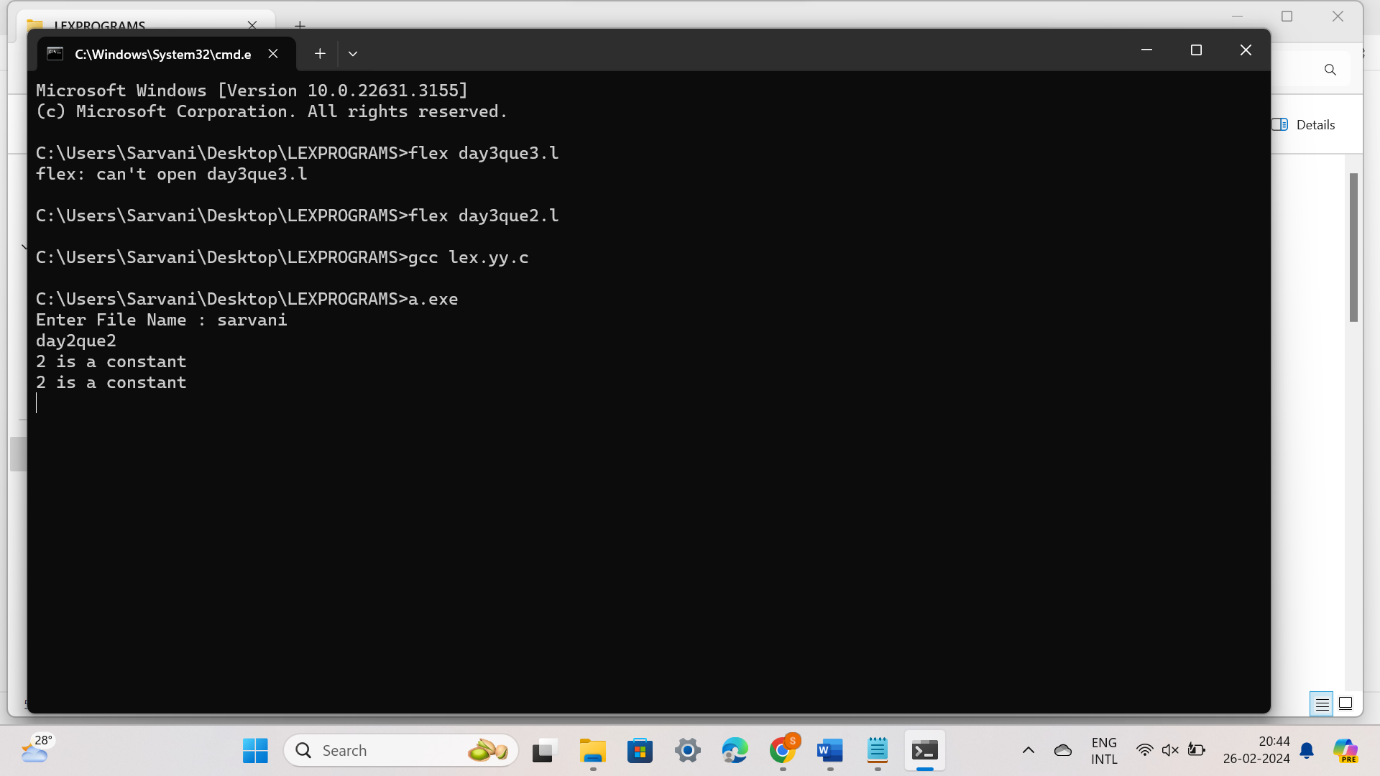 LEXPROGRAMS
C:\Windows\System32\cmd.e
Details
Microsoft Windows [Version 10.0.22631.3155]
(c) Microsoft Corporation. All rights reserved.
C:\Users\Sarvani\Desktop\LEXPROGRAMS>flex day3que3.l
flex: can't open day3que3.l
C:\Users\Sarvani\Desktop\LEXPROGRAMS>flex day3que2.l
C:\Users\Sarvani\Desktop\LEXPROGRAMS>gcc lex.yy.c
C:\Users\Sarvani\Desktop\LEXPROGRAMS>a.exe
Enter File Name : sarvani
day2que2
2 is a constant
2 is a constant
28°
Search
S
W
ENG
INTL
20:44
26-02-2024
PRE